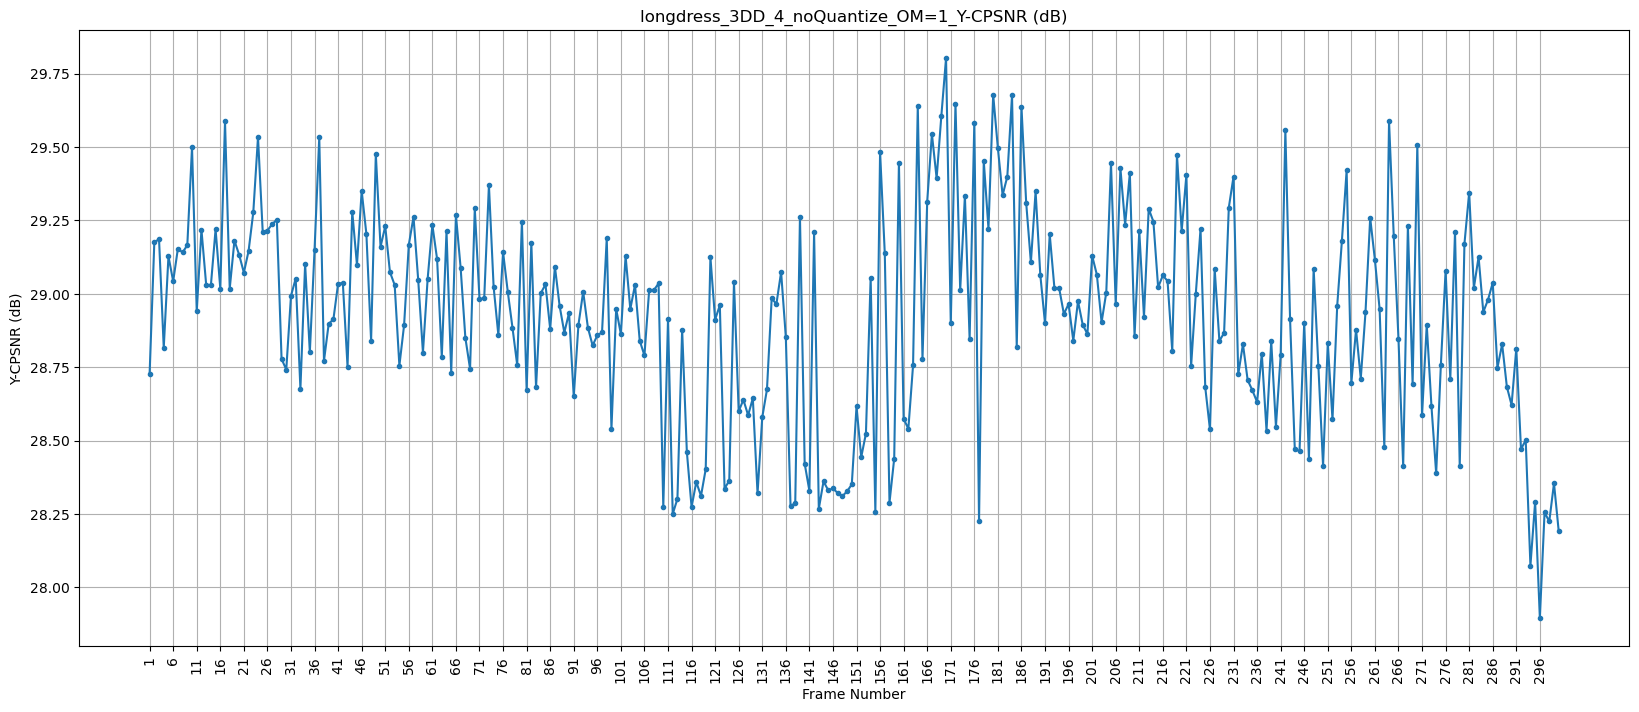 longdress_3DD_4_noQuantize_OM=1_Y-CPSNR (dB)
Y-CPSNR (dB)
29.75
29.50
29.25
29.00
28.75
28.50
28.25
28.00
1 6 11 16 21 26 31 36 41 46 51 56 61 66 71 76 81 86 91 96 101 106 111 116 121 126 131 136 141 146 151 156 161 166 171 176 181 186 191 196 201 206 211 216 221 226 231 236 241 246 251 256 261 266 271 276 281 286 291 296
Frame Number